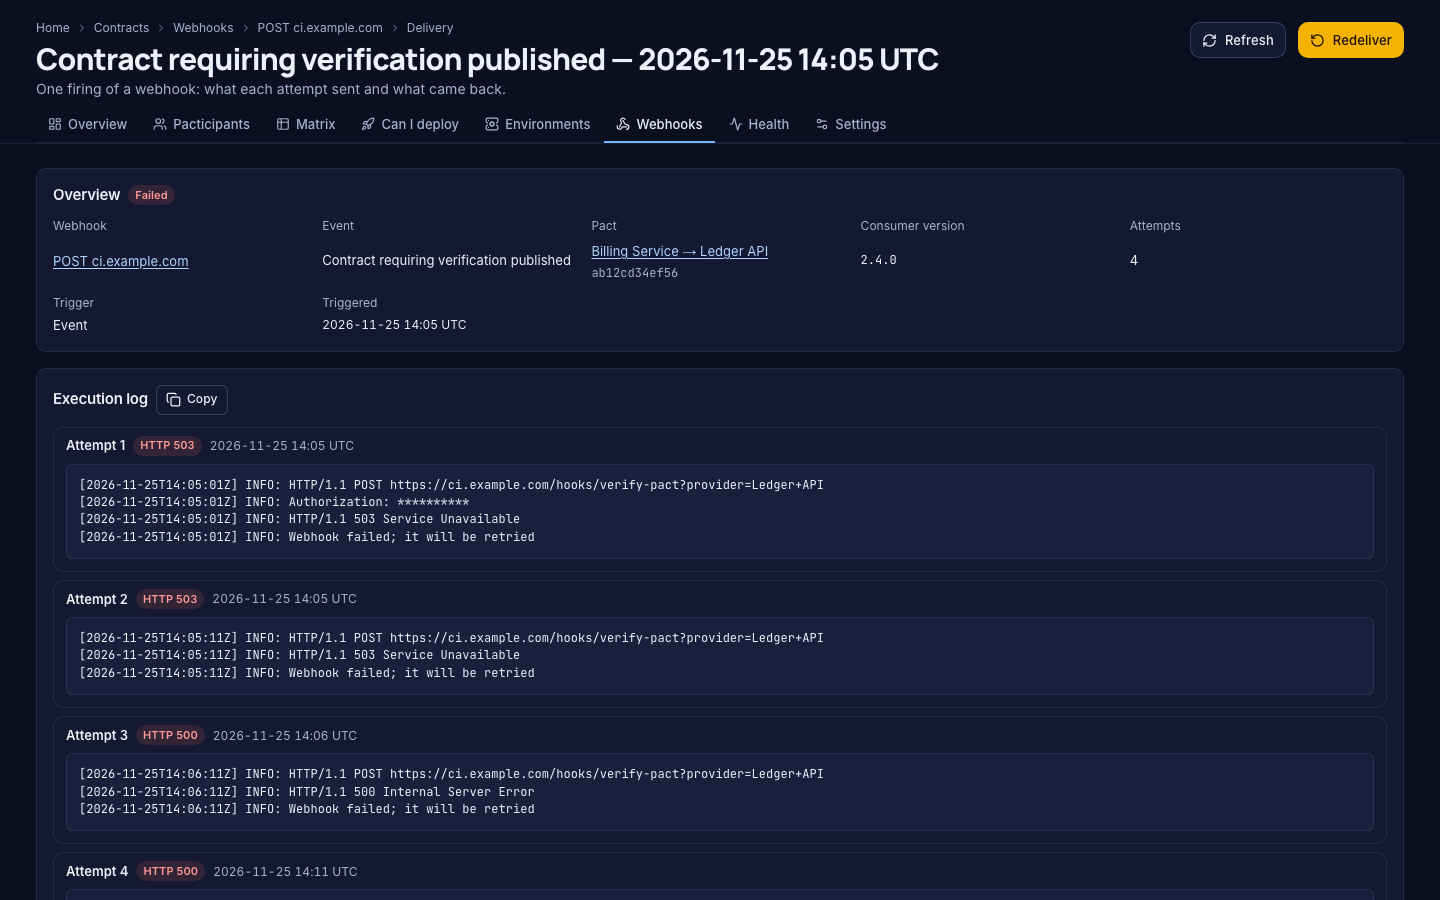 Home > Contracts > Webhooks > POST ci.example.com > Delivery
Contract requiring verification published — 2026-11-25 14:05 UTC
One firing of a webhook: what each attempt sent and what came back.
Refresh
Redeliver
Overview Pacticipants Matrix Can I deploy Environments Webhooks Health Settings
Overview Failed
Webhook Event Pact Consumer version Attempts
POST ci.example.com Contract requiring verification published Billing Service → Ledger API 2.4.0 4
ab12cd34ef56
Trigger Triggered
Event 2026-11-25 14:05 UTC
Execution log Copy
Attempt 1 HTTP 503 2026-11-25 14:05 UTC
[2026-11-25T14:05:01Z] INFO: HTTP/1.1 POST https://ci.example.com/hooks/verify-pact?provider=Ledger+API
[2026-11-25T14:05:01Z] INFO: Authorization: **********
[2026-11-25T14:05:01Z] INFO: HTTP/1.1 503 Service Unavailable
[2026-11-25T14:05:01Z] INFO: Webhook failed; it will be retried
Attempt 2 HTTP 503 2026-11-25 14:05 UTC
[2026-11-25T14:05:11Z] INFO: HTTP/1.1 POST https://ci.example.com/hooks/verify-pact?provider=Ledger+API
[2026-11-25T14:05:11Z] INFO: HTTP/1.1 503 Service Unavailable
[2026-11-25T14:05:11Z] INFO: Webhook failed; it will be retried
Attempt 3 HTTP 500 2026-11-25 14:06 UTC
[2026-11-25T14:06:11Z] INFO: HTTP/1.1 POST https://ci.example.com/hooks/verify-pact?provider=Ledger+API
[2026-11-25T14:06:11Z] INFO: HTTP/1.1 500 Internal Server Error
[2026-11-25T14:06:11Z] INFO: Webhook failed; it will be retried
Attempt 4 HTTP 500 2026-11-25 14:11 UTC